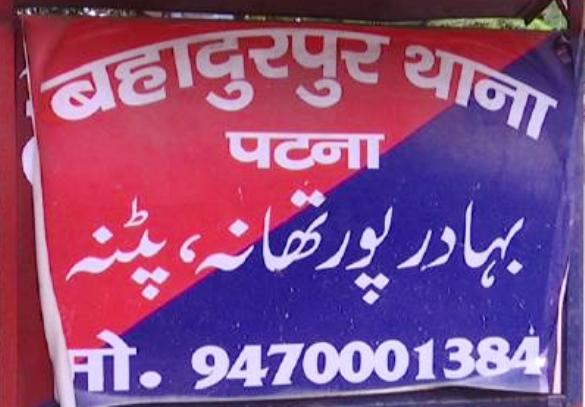 बहादुरपुर थाना
पटना
بہادر پور تھانہ، پٹنہ
मो. 9470001384